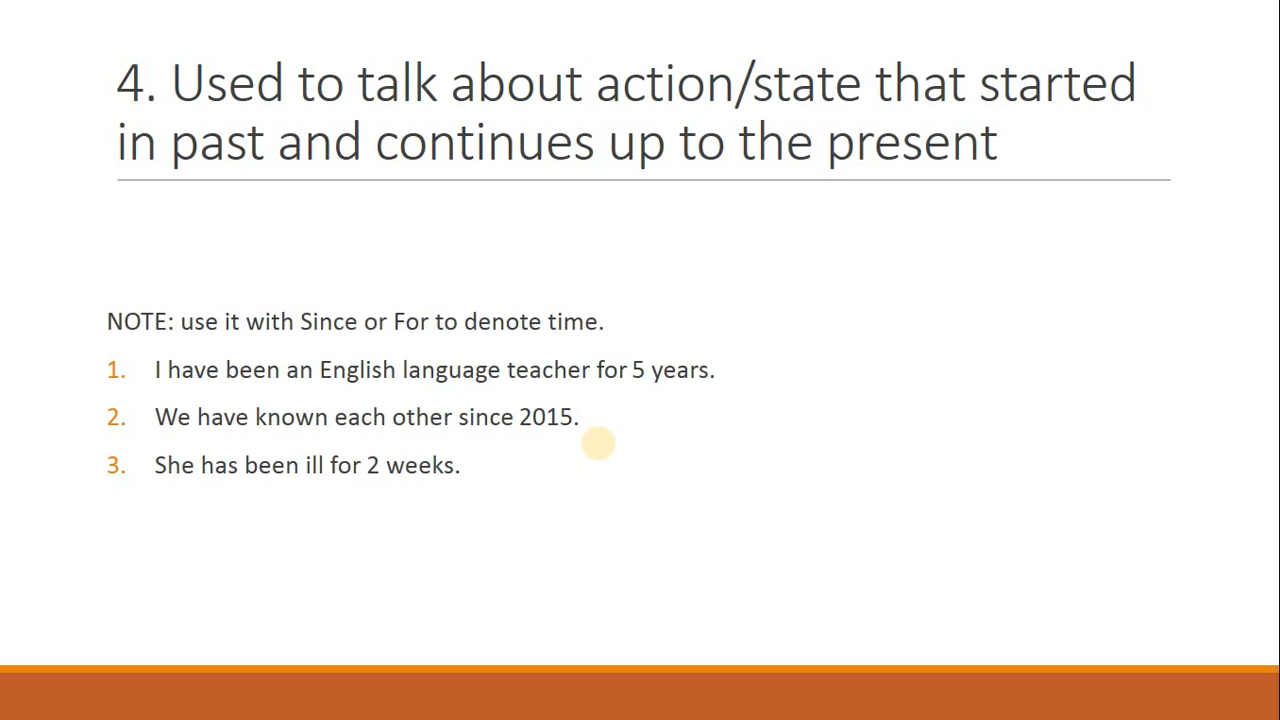 4. Used to talk about action/state that started
in past and continues up to the present
NOTE: use it with Since or For to denote time.
1. I have been an English language teacher for 5 years.
2. We have known each other since 2015.
3. She has been ill for 2 weeks.